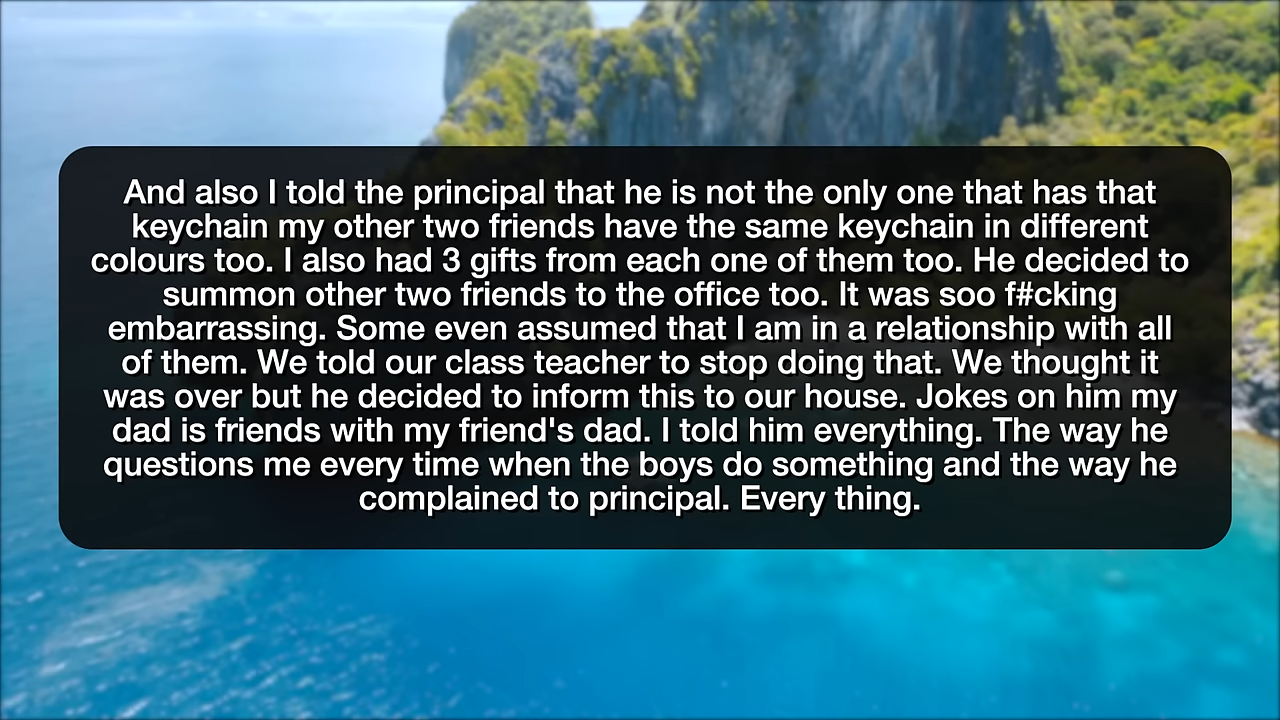 And also I told the principal that he is not the only one that has that
keychain my other two friends have the same keychain in different
colours too. I also had 3 gifts from each one of them too. He decided to
summon other two friends to the office too. It was soo f#cking
embarrassing. Some even assumed that I am in a relationship with all
of them. We told our class teacher to stop doing that. We thought it
was over but he decided to inform this to our house. Jokes on him my
dad is friends with my friend's dad. I told him everything. The way he
questions me every time when the boys do something and the way he
complained to principal. Every thing.